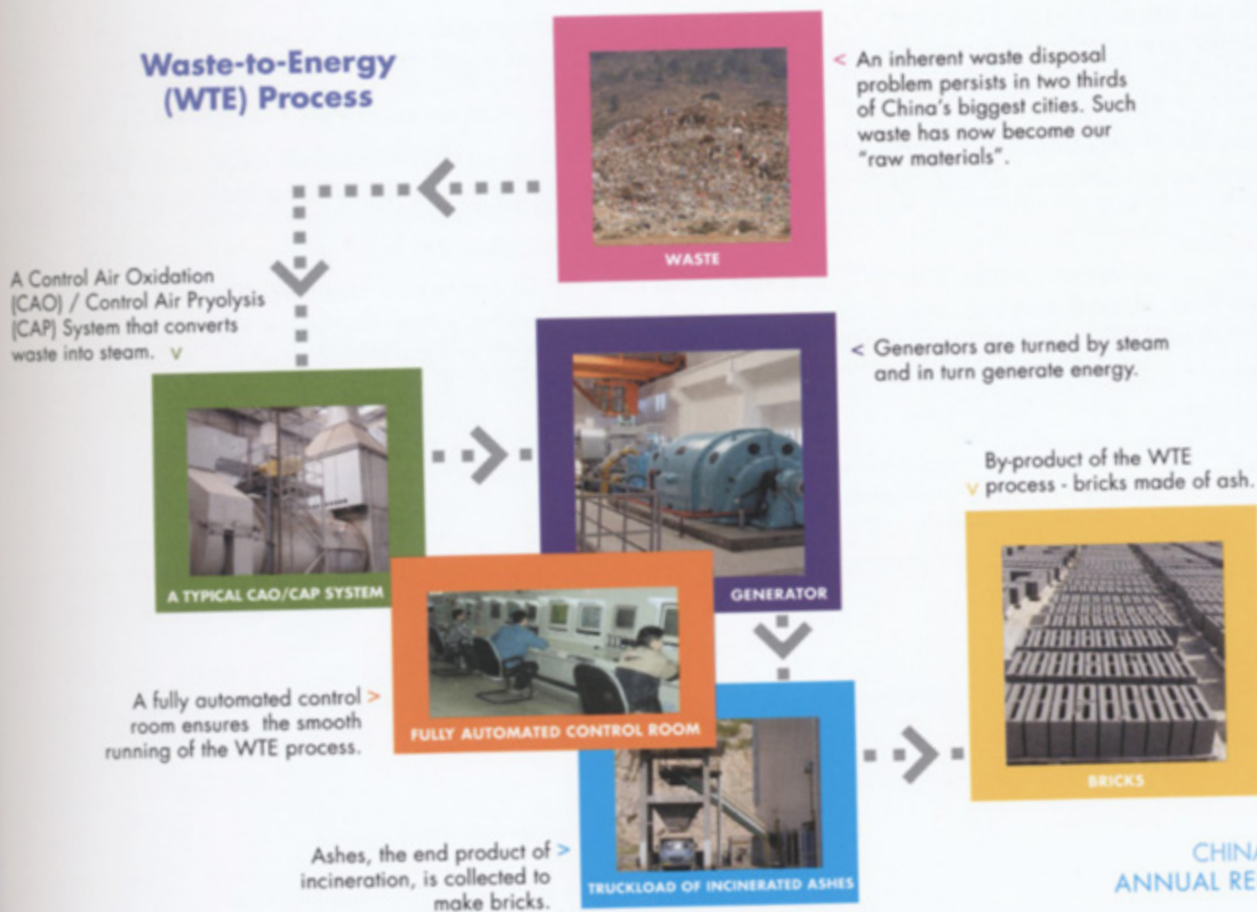 Waste-to-Energy
(WTE) Process
< An inherent waste disposal
problem persists in two thirds
of China's biggest cities. Such
waste has now become our
"raw materials".
WASTE
A Control Air Oxidation
(CAO) / Control Air Pryolysis
(CAP) System that converts
waste into steam. v
< Generators are turned by steam
and in turn generate energy.
A TYPICAL CAO/CAP SYSTEM
GENERATOR
By-product of the WTE
v process - bricks made of ash.
A fully automated control >
room ensures the smooth
running of the WTE process.
FULLY AUTOMATED CONTROL ROOM
BRICKS
Ashes, the end product of >
incineration, is collected to
make bricks.
TRUCKLOAD OF INCINERATED ASHES
CHINA
ANNUAL RE